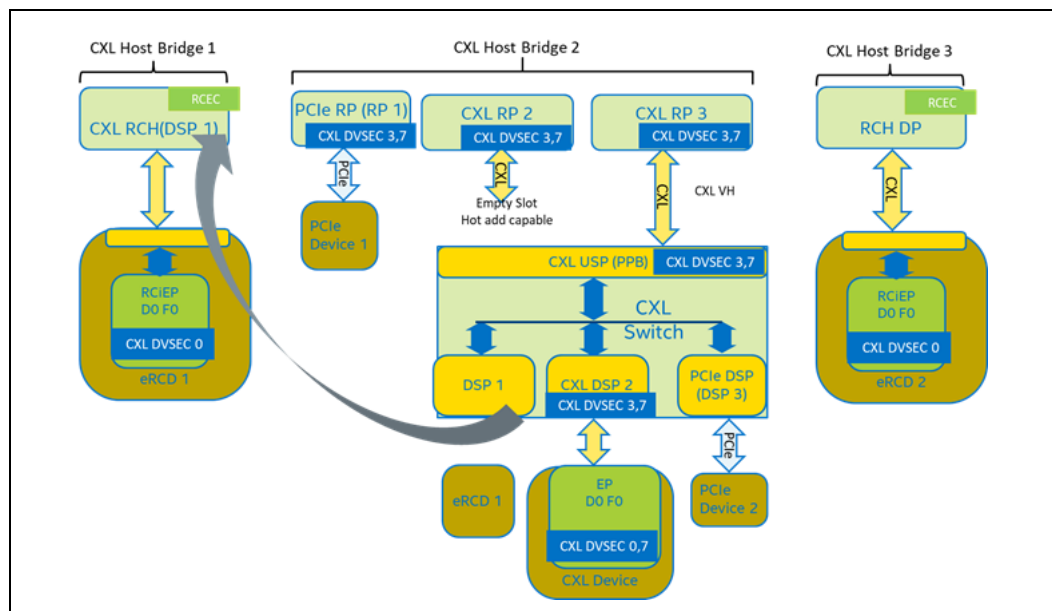 CXL Host Bridge 1
CXL Host Bridge 2
CXL Host Bridge 3
RCEC
CXL RCH(DSP 1)
PCIe RP (RP 1)
CXL DVSEC 3,7
CXL RP 2
CXL DVSEC 3,7
CXL RP 3
CXL DVSEC 3,7
RCEC
RCH DP
PCIe
CXL
CXL
CXL VH
CXL
Empty Slot
Hot add capable
PCIe
Device 1
RCiEP
D0 F0
CXL DVSEC 0
eRCD 1
CXL USP (PPB)
CXL DVSEC 3,7
CXL
Switch
DSP 1
CXL DSP 2
CXL DVSEC 3,7
PCIe DSP
(DSP 3)
RCiEP
D0 F0
CXL DVSEC 0
eRCD 2
PCIe
eRCD 1
EP
D0 F0
CXL DVSEC 0,7
CXL Device
PCIe
Device 2